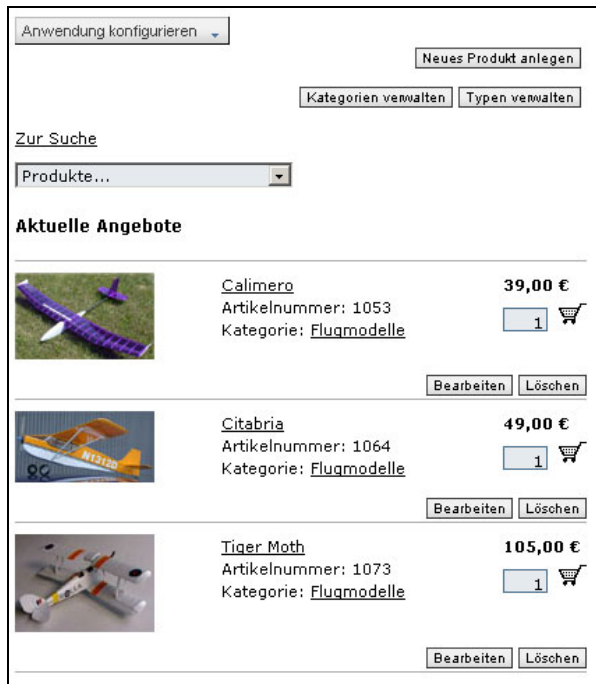 Anwendung konfigurieren
Neues Produkt anlegen
Kategorien verwalten Typen verwalten
Zur Suche
Produkte...
Aktuelle Angebote
Calimero 39,00 €
Artikelnummer: 1053
Kategorie: Flugmodelle 1
Bearbeiten Löschen
Citabria 49,00 €
Artikelnummer: 1064
N1312D
Kategorie: Flugmodelle 1
Bearbeiten Löschen
Tiger Moth 105,00 €
Artikelnummer: 1073
Kategorie: Flugmodelle 1
Bearbeiten Löschen